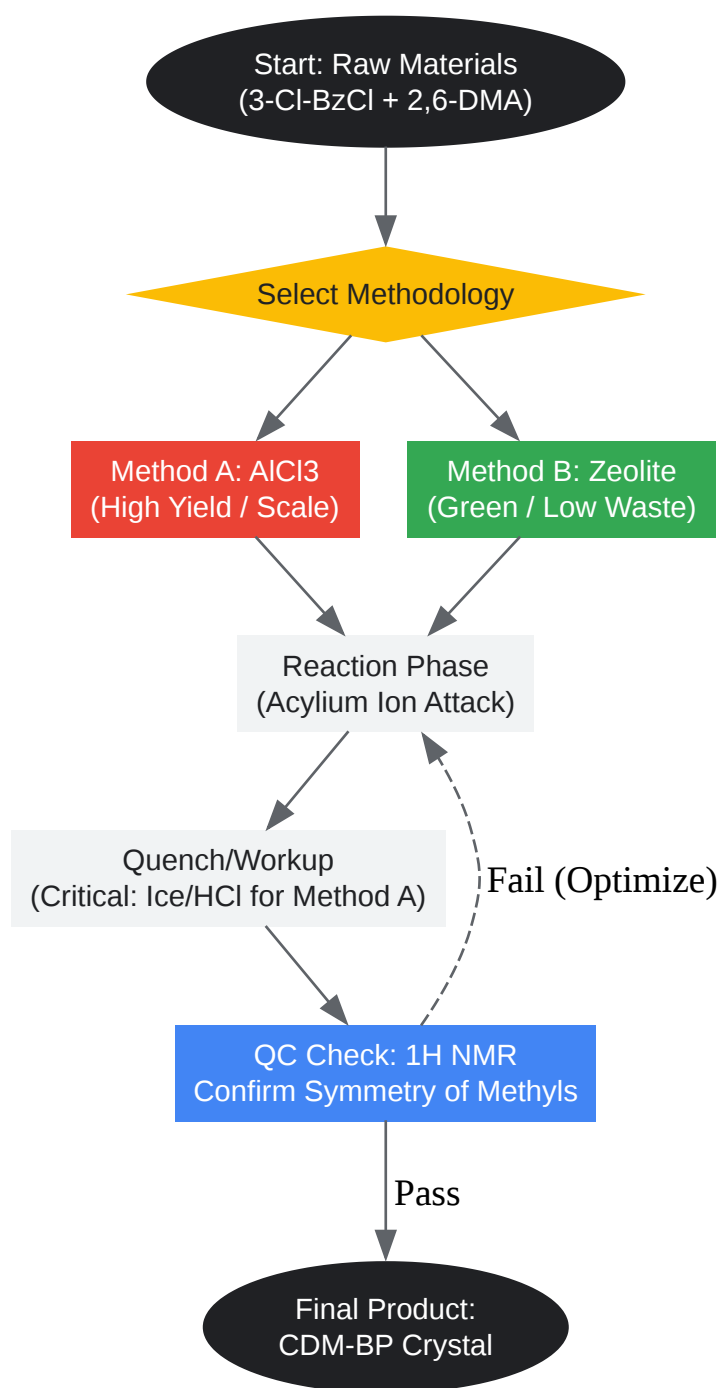 Start: Raw Materials
(3-Cl-BzCl + 2,6-DMA)
Select Methodology
Method A: AlCl3
(High Yield / Scale)
Method B: Zeolite
(Green / Low Waste)
Reaction Phase
(Acylium Ion Attack)
Quench/Workup
(Critical: Ice/HCl for Method A)
Fail (Optimize)
QC Check: 1H NMR
Confirm Symmetry of Methyls
Pass
Final Product:
CDM-BP Crystal